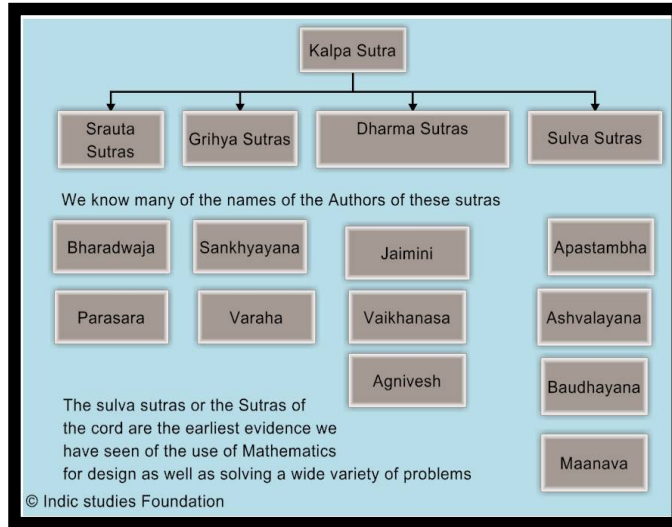 Kalpa Sutra
Srauta
Sutras
Grihya Sutras
Dharma Sutras
Sulva Sutras
We know many of the names of the Authors of these sutras
Bharadwaja
Sankhyayana
Jaimini
Apastambha
Parasara
Varaha
Vaikhanasa
Ashvalayana
Agnivesh
Baudhayana
Maanava
The sulva sutras or the Sutras of
the cord are the earliest evidence we
have seen of the use of Mathematics
for design as well as solving a wide variety of problems
© Indic studies Foundation